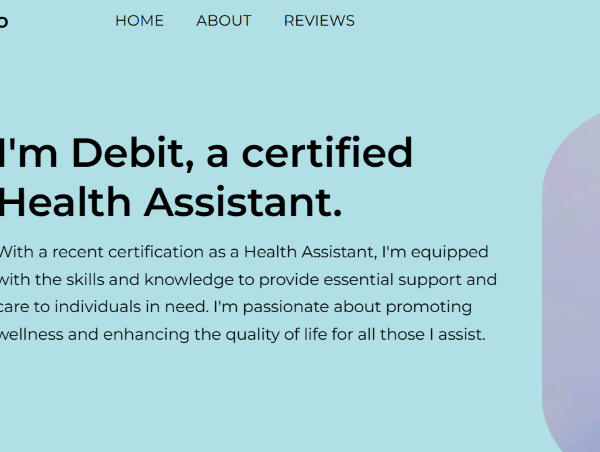 o
HOME ABOUT REVIEWS
I'm Debit, a certified
Health Assistant.
With a recent certification as a Health Assistant, I'm equipped
with the skills and knowledge to provide essential support and
care to individuals in need. I'm passionate about promoting
wellness and enhancing the quality of life for all those I assist.